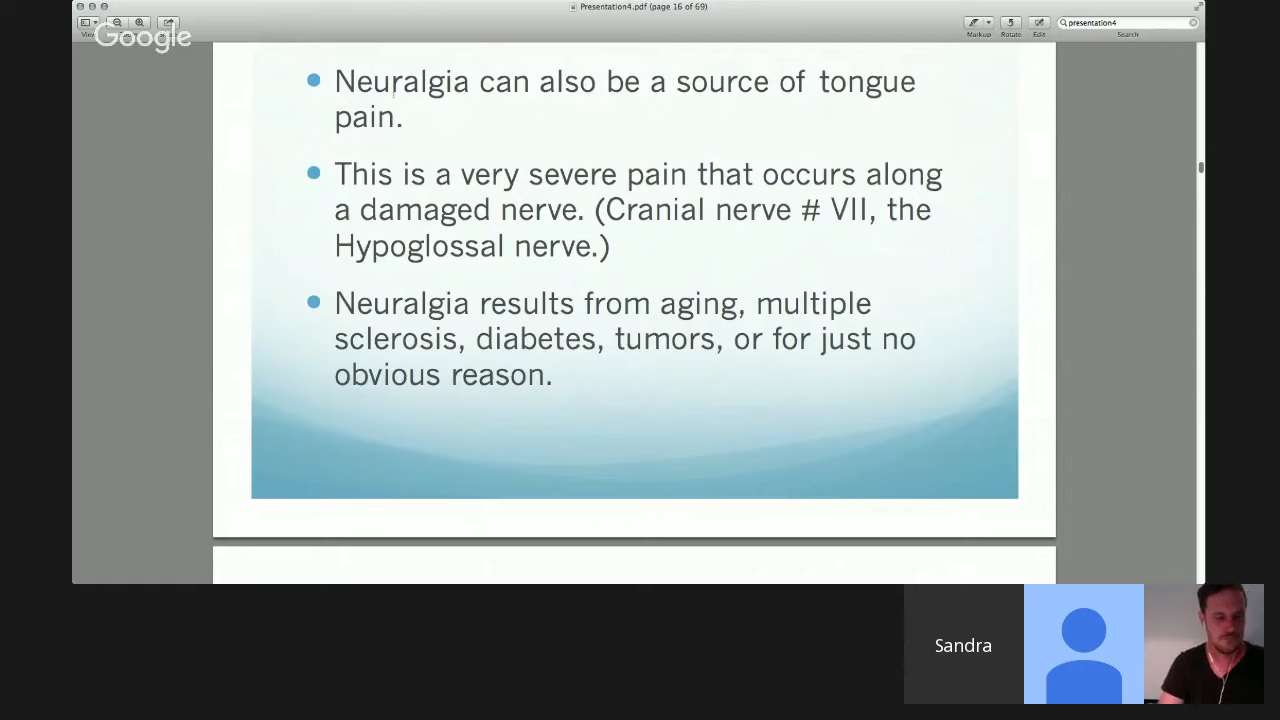 Presentation4.pdf (page 16 of 69)
Google
presentation4
View
Markup
Rotate
Edit
Search
Neuralgia can also be a source of tongue
pain.
This is a very severe pain that occurs along
a damaged nerve. (Cranial nerve # VII, the
Hypoglossal nerve.)
Neuralgia results from aging, multiple
sclerosis, diabetes, tumors, or for just no
obvious reason.
Sandra